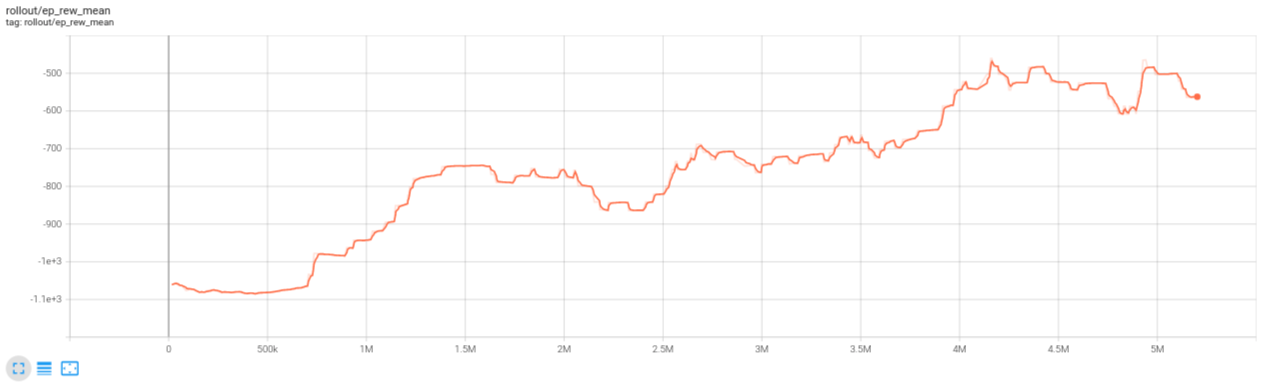 rollout/ep_rew_mean
tag: rollout/ep_rew_mean
-500
-600
-700
-800
-900
-1e+3
-1.1e+3
0 500k 1M 1.5M 2M 2.5M 3M 3.5M 4M 4.5M 5M